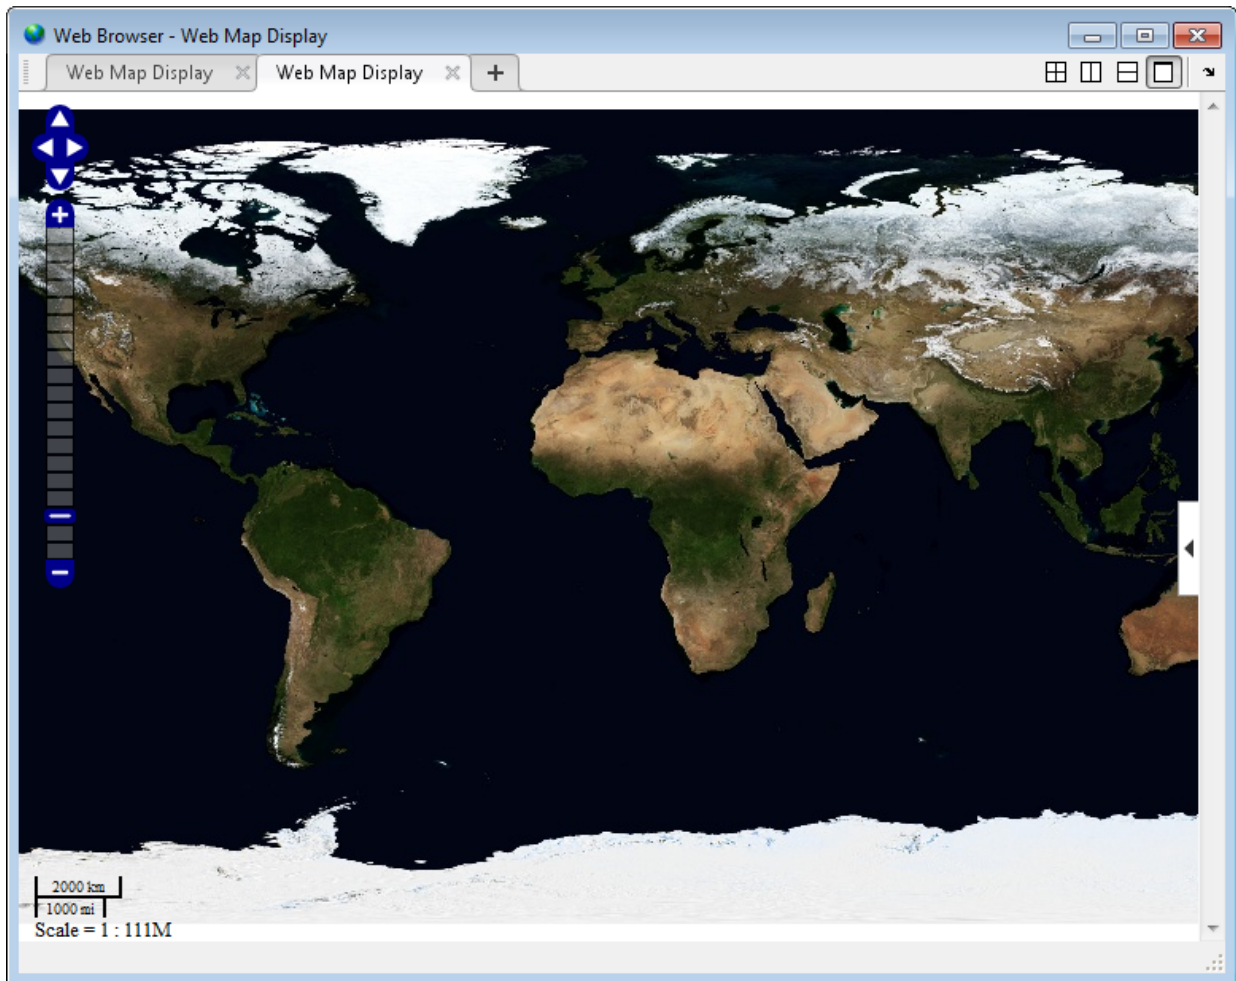 Web Browser - Web Map Display
Web Map Display
Web Map Display
2000 km
1000 mi
Scale = 1 : 111M